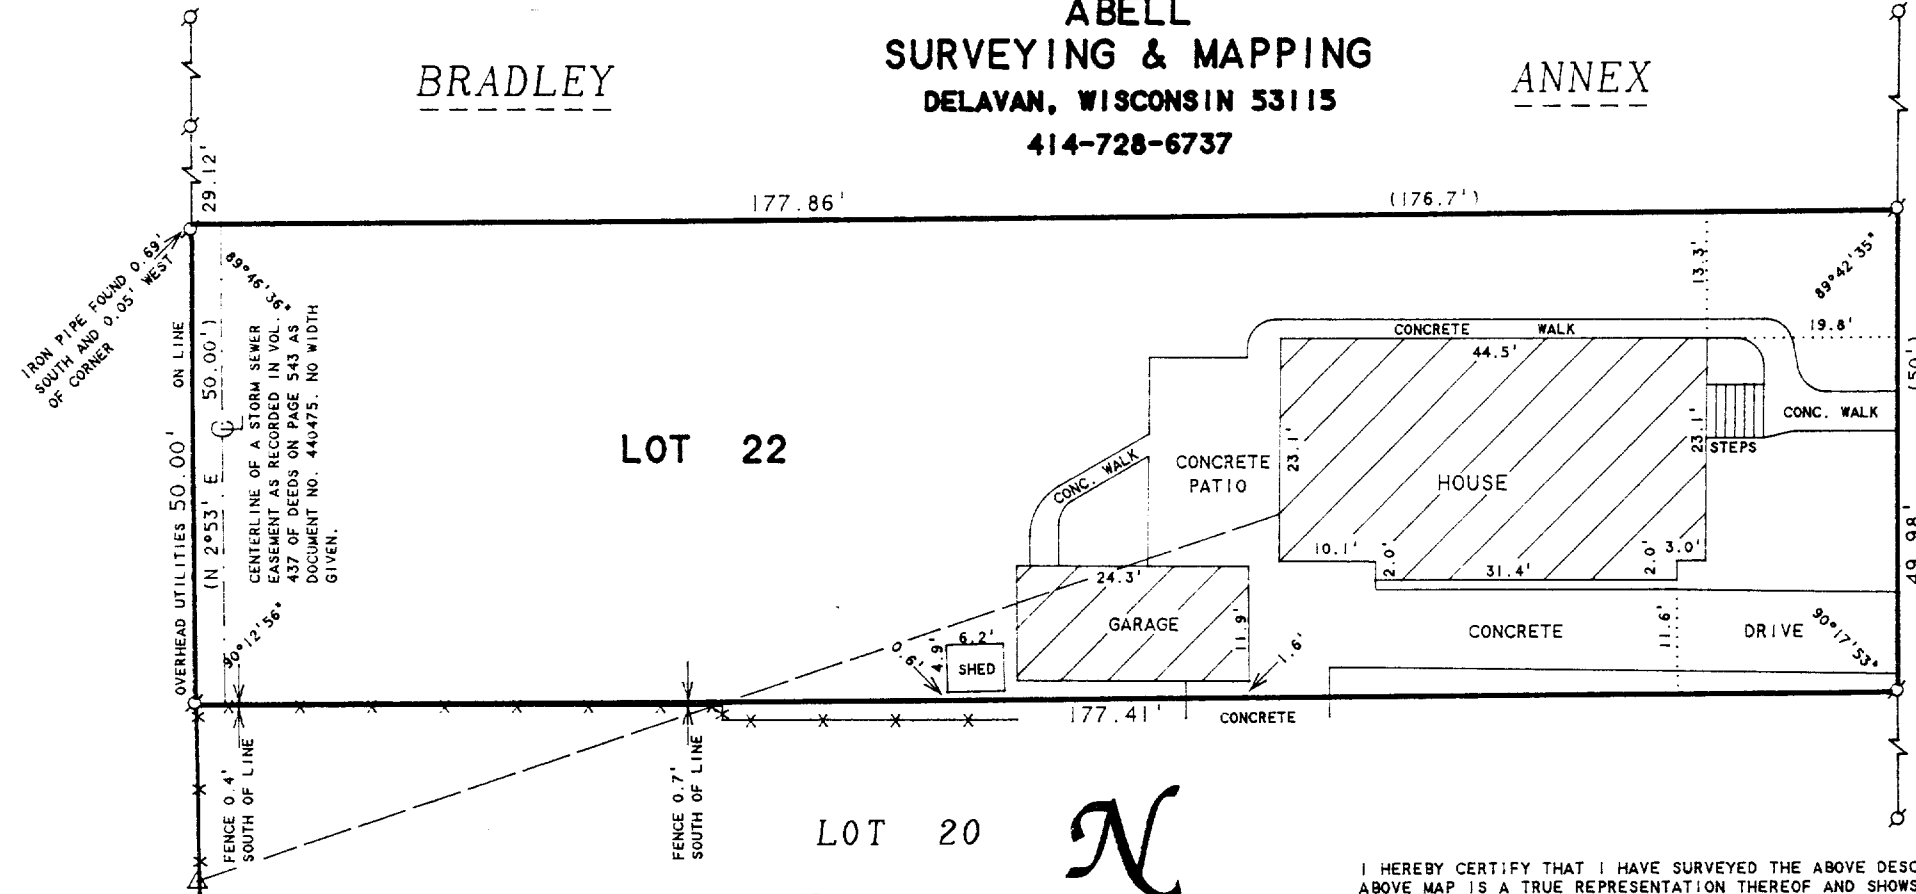 ABELL
SURVEYING & MAPPING
DELAVAN, WISCONSIN 53115
414-728-6737
BRADLEY
ANNEX
29.12'
177.86'
(176.7')
IRON PIPE FOUND 0.69'
SOUTH AND 0.05' WEST
OF CORNER
89°46'36"
89°42'35"
13.3'
19.8'
OVERHEAD UTILITIES 50.00' ON LINE
(N 2°53' E 50.00')
CL
CENTERLINE OF A STORM SEWER
EASEMENT AS RECORDED IN VOL.
437 OF DEEDS ON PAGE 543 AS
DOCUMENT NO. 440475. NO WIDTH
GIVEN.
LOT 22
CONCRETE WALK
44.5'
(50')
CONC. WALK
STEPS
23.1'
23.1'
HOUSE
CONCRETE
PATIO
CONC. WALK
49.98'
10.1'
2.0'
31.4'
2.0'
3.0'
24.3'
GARAGE
11.9'
CONCRETE
11.6'
DRIVE
90°17'53"
90°12'56"
0.6'
4.9'
6.2'
SHED
1.6'
177.41'
CONCRETE
FENCE 0.4'
SOUTH OF LINE
FENCE 0.7'
SOUTH OF LINE
LOT 20
N
I HEREBY CERTIFY THAT I HAVE SURVEYED THE ABOVE DESC
ABOVE MAP IS A TRUE REPRESENTATION THEREOF AND SHOWS